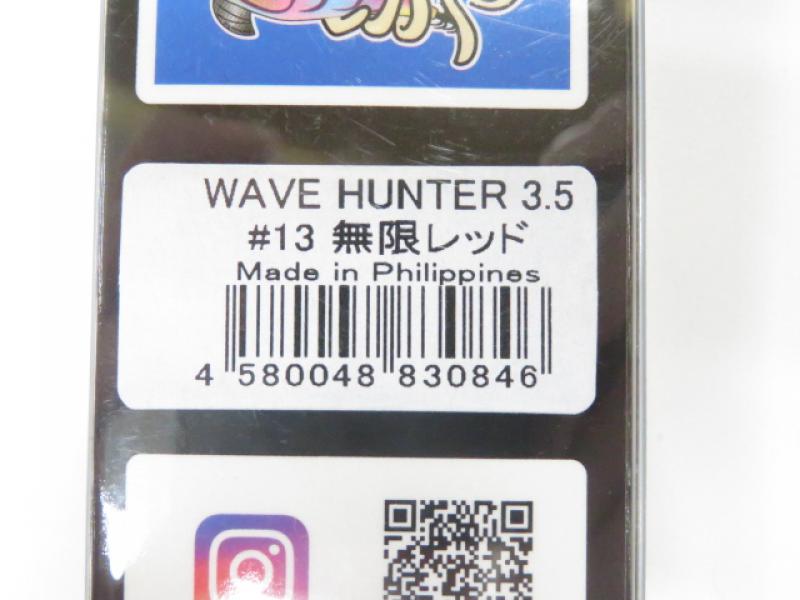 WAVE HUNTER 3.5
#13 無限レッド
Made in Philippines
4 580048 830846